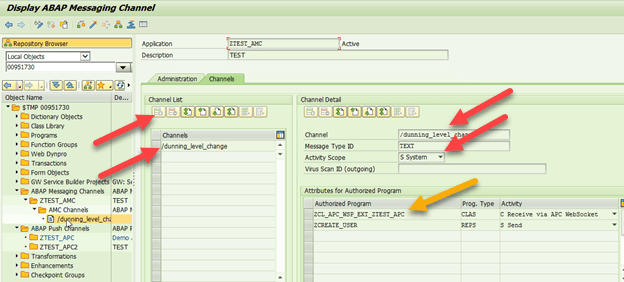 Display ABAP Messaging Channel
Repository Browser
Local Objects
00951730
Object Name
De...
$TMP 00951730
Dictionary Objects
Class Library
Programs
Function Groups
Web Dynpro
Transactions
Form Objects
GW Service Builder Projects GW: S
ABAP Messaging Channels ABAP M
ZTEST_AMC TEST
AMC Channels ABAP M
/dunning_level_cha
ABAP Push Channels ABAP P
ZTEST_APC Demo
ZTEST_APC2 TEST
Transformations
Enhancements
Checkpoint Groups
Application ZTEST_AMC Active
Description TEST
Administration Channels
Channel List
Channels
/dunning_level_change
Channel Detail
Channel /dunning_level_cha
Message Type ID TEXT
Activity Scope S System
Virus Scan ID (outgoing)
Attributes for Authorized Program
Authorized Program Prog. Type Activity
ZCL_APC_WSP_EXT_ZTEST_APC CLAS C Receive via APC WebSocket
ZCREATE_USER REPS S Send